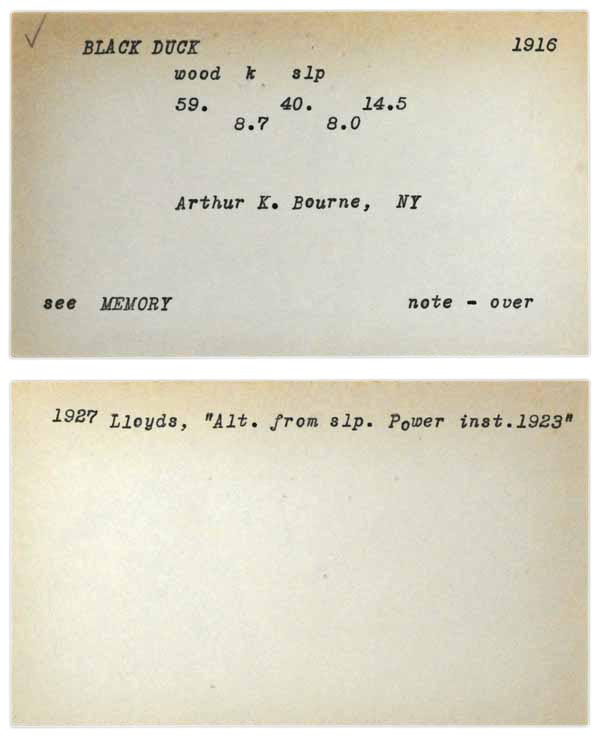 BLACK DUCK 1916
wood k slp
59. 40. 14.5
8.7 8.0
Arthur K. Bourne, NY
see MEMORY note - over
1927 Lloyds, "Alt. from slp. Power inst.1923"